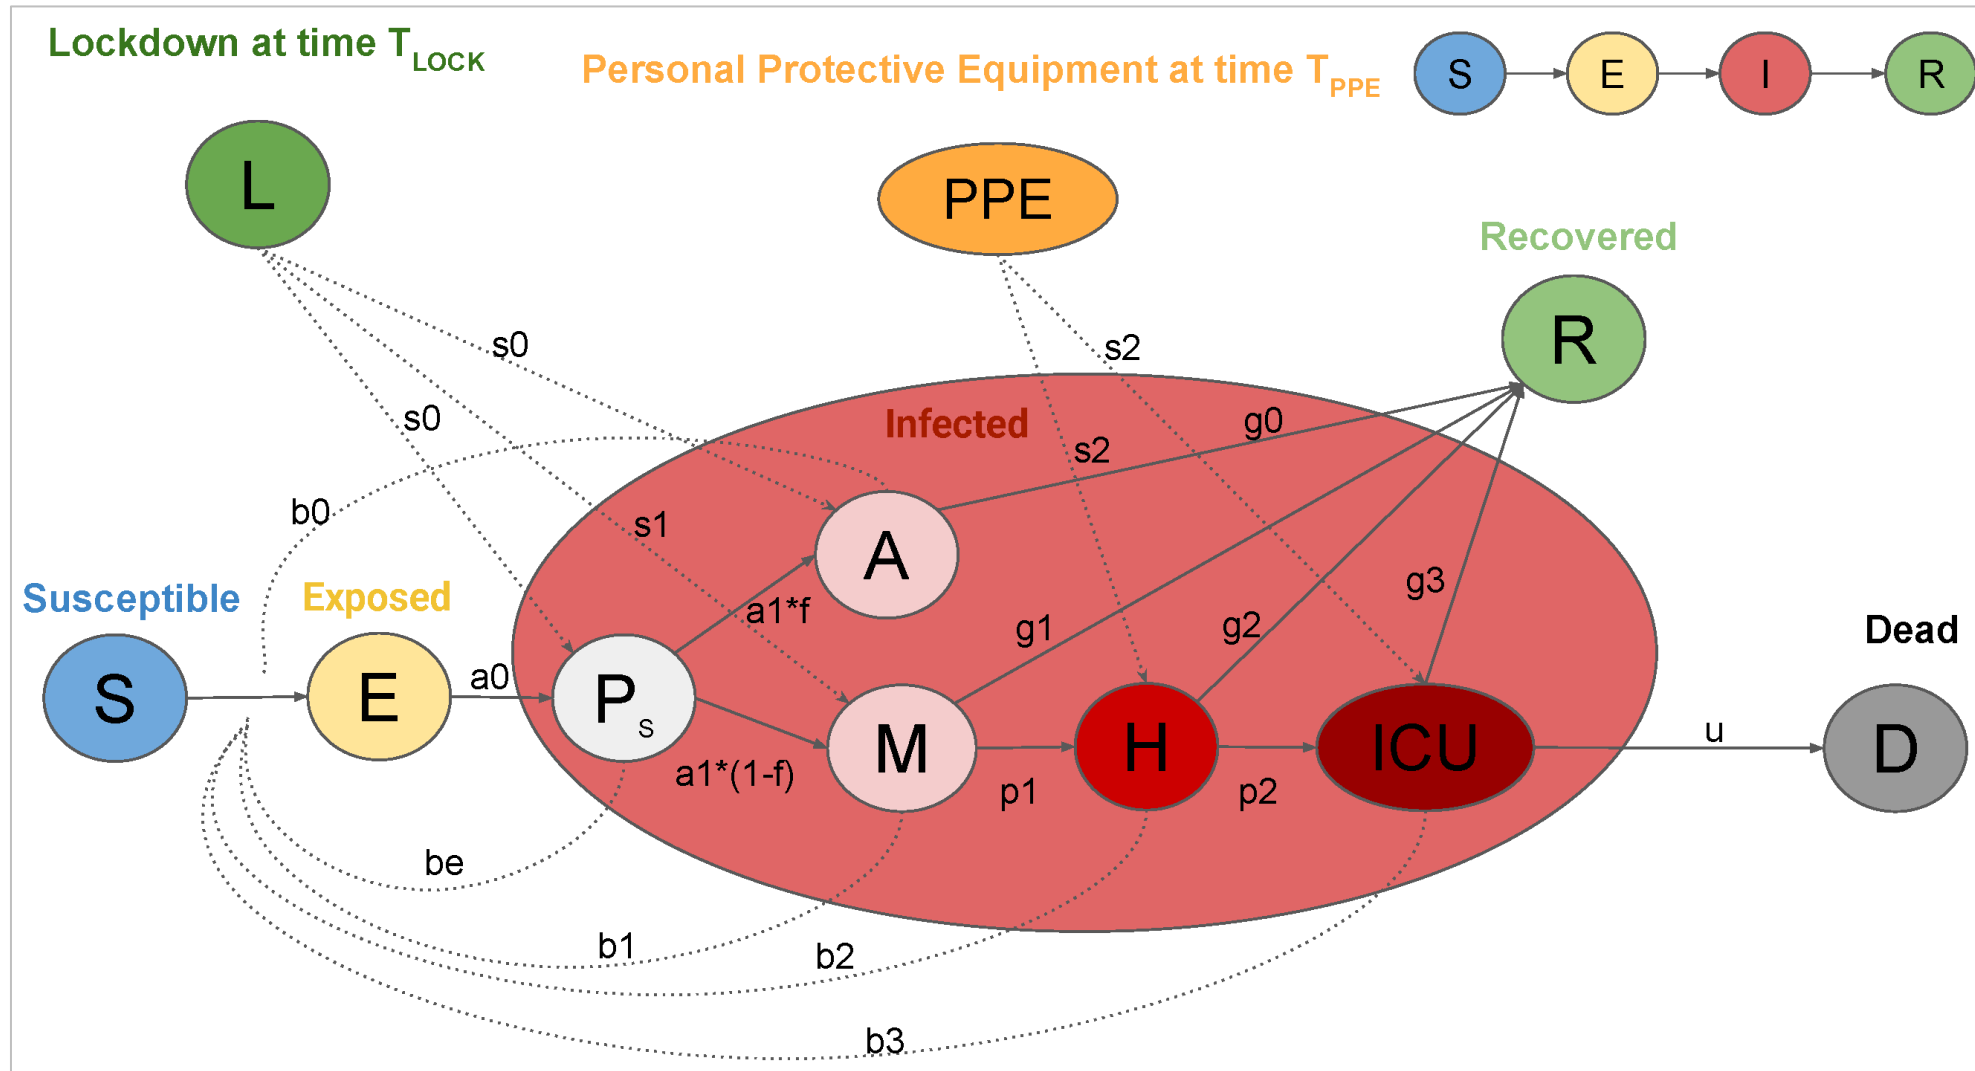 Lockdown at time T_LOCK
Personal Protective Equipment at time T_PPE
S
E
I
R
L
PPE
Recovered
R
s0
s2
s0
Infected
g0
s2
b0
s1
A
g3
Susceptible
Exposed
a1*f
g1
g2
Dead
S
E
a0
P_S
M
H
ICU
u
D
a1*(1-f)
p1
p2
be
b1
b2
b3